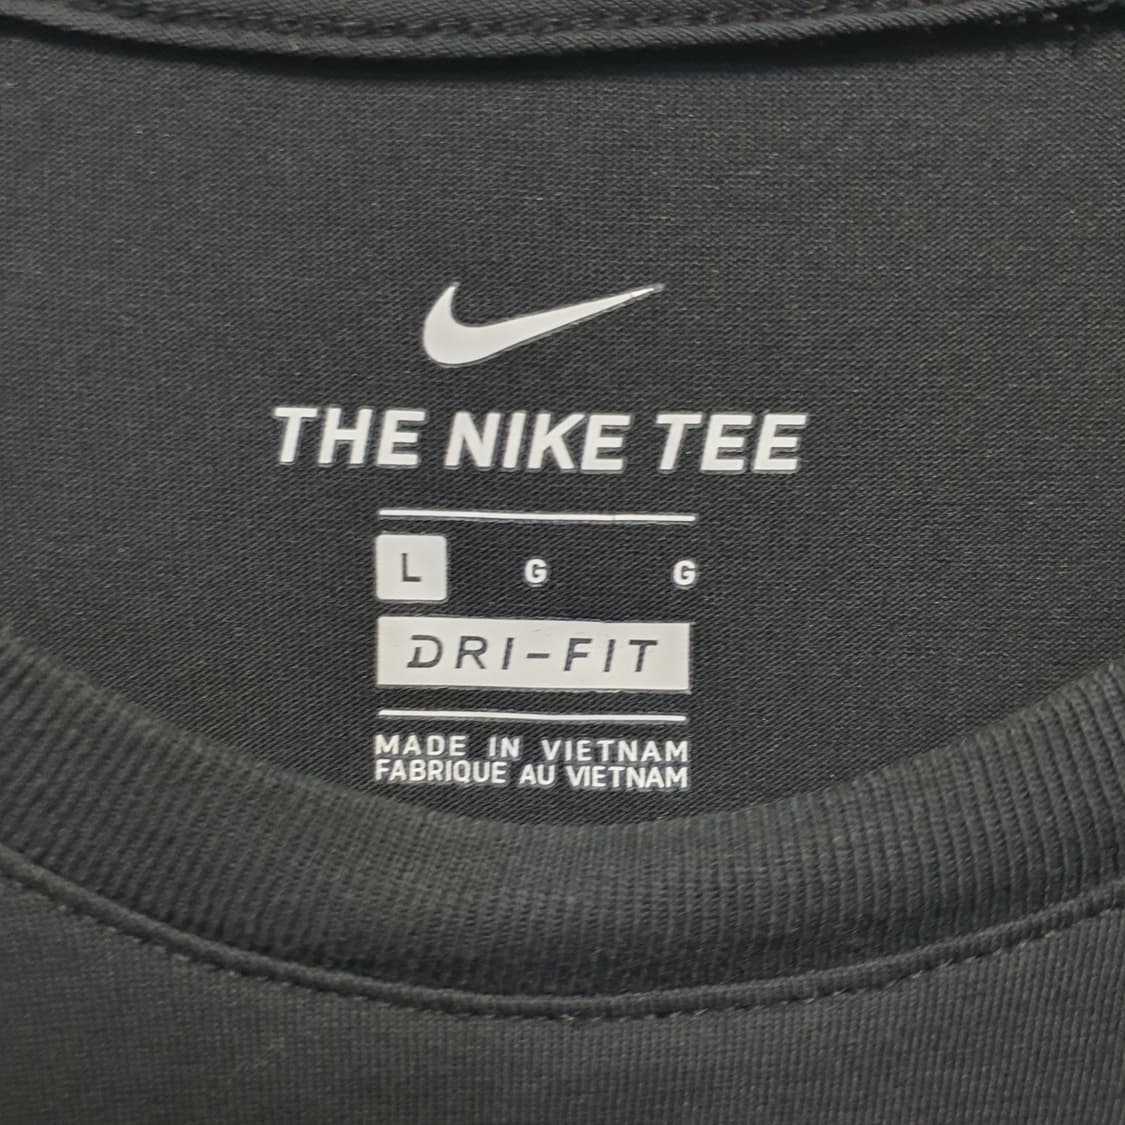 THE NIKE TEE
L G G
DRI-FIT
MADE IN VIETNAM
FABRIQUE AU VIETNAM